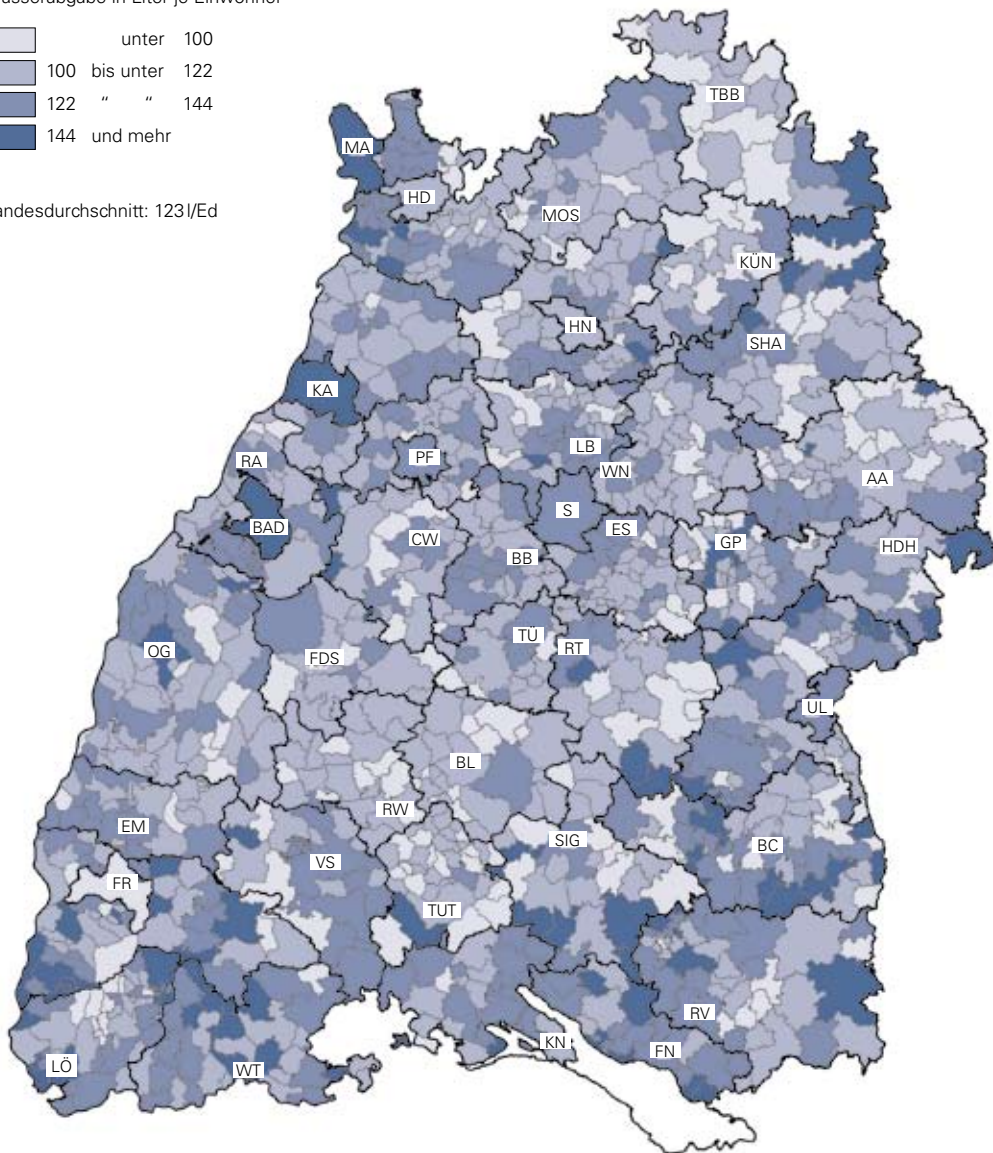 unter 100
100 bis unter 122
122 “ “ 144
144 und mehr
andesdurchschnitt: 123 l/Ed
TBB
MA
HD
MOS
KÜN
HN
SHA
KA
LB
RA
PF
WN
AA
S
BAD
ES
CW
GP
HDH
BB
TÜ
RT
OG
FDS
UL
BL
RW
EM
SIG
BC
VS
FR
TUT
RV
KN
FN
LÖ
WT